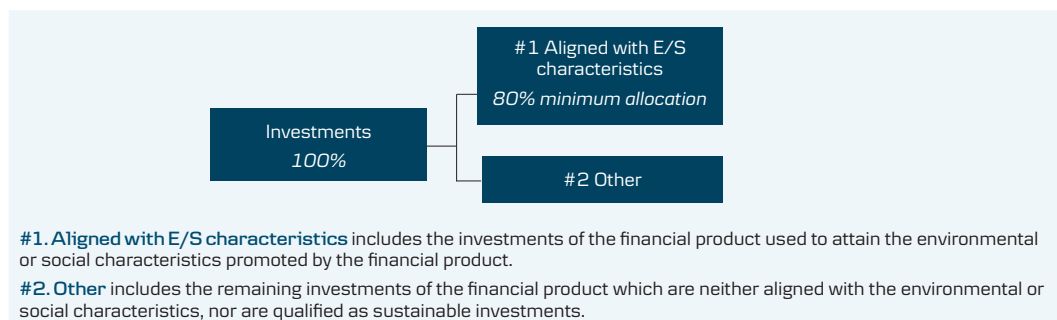 #1 Aligned with E/S
characteristics
80% minimum allocation
Investments
100%
#2 Other
#1. Aligned with E/S characteristics includes the investments of the financial product used to attain the environmental
or social characteristics promoted by the financial product.
#2. Other includes the remaining investments of the financial product which are neither aligned with the environmental or
social characteristics, nor are qualified as sustainable investments.